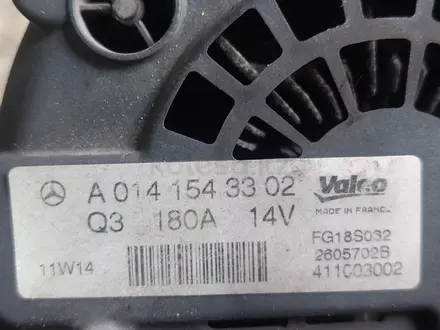 A 014 154 33 02
Valeo
MADE IN FRANCE
Q3 180A 14V
FG18S032
11W14
2605702B
411C03002